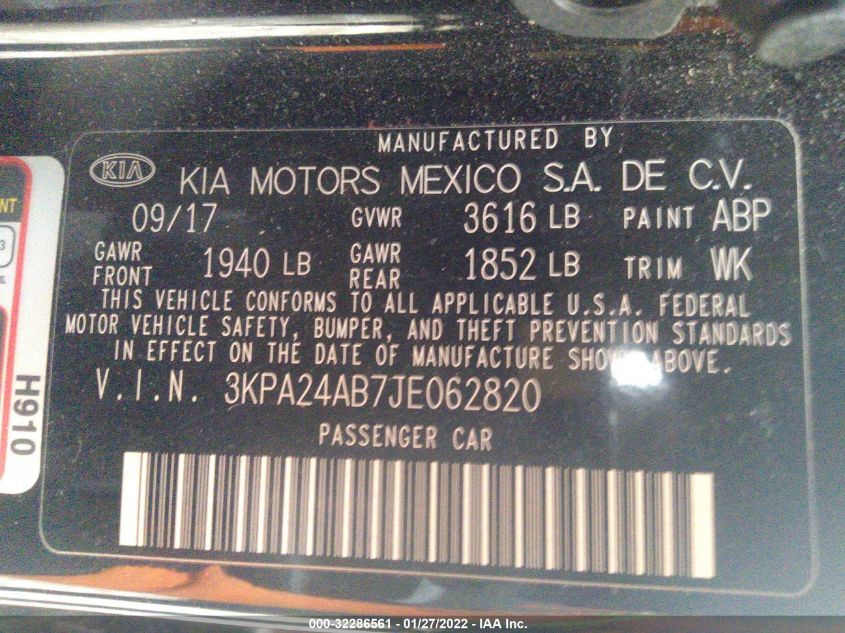 MANUFACTURED BY
KIA
KIA MOTORS MEXICO S.A. DE C.V.
09/17 GVWR 3616 LB PAINT ABP
GAWR FRONT 1940 LB GAWR REAR 1852 LB TRIM WK
THIS VEHICLE CONFORMS TO ALL APPLICABLE U.S.A. FEDERAL
MOTOR VEHICLE SAFETY, BUMPER, AND THEFT PREVENTION STANDARDS
IN EFFECT ON THE DATE OF MANUFACTURE SHOWN ABOVE.
V.I.N. 3KPA24AB7JE062820
PASSENGER CAR
NT
3
H910
000-32286561 - 01/27/2022 - IAA Inc.